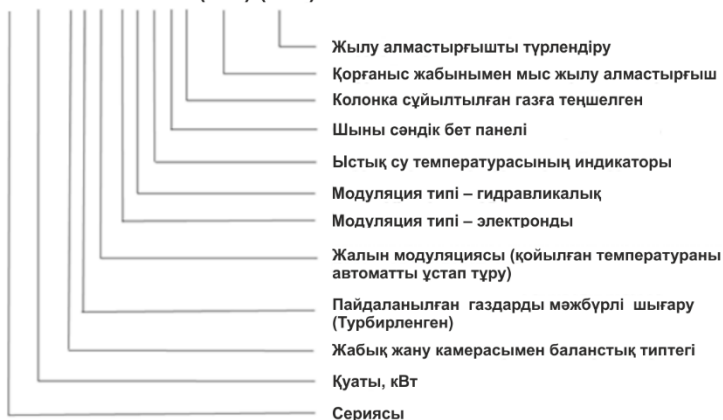 Жылу алмастырғышты түрлендіру
Қорғаныс жабынымен мыс жылу алмастырғыш
Колонка сұйылтылған газға теңшелген
Шыны сәндік бет панелі
Ыстық су температурасының индикаторы
Модуляция типі – гидравликалық
Модуляция типі – электронды
Жалын модуляциясы (қойылған температураны
автоматты ұстап тұру)
Пайдаланылған газдарды мәжбүрлі шығару
(Турбирленген)
Жабық жану камерасымен баланстық типтегі
Қуаты, кВт
Сериясы